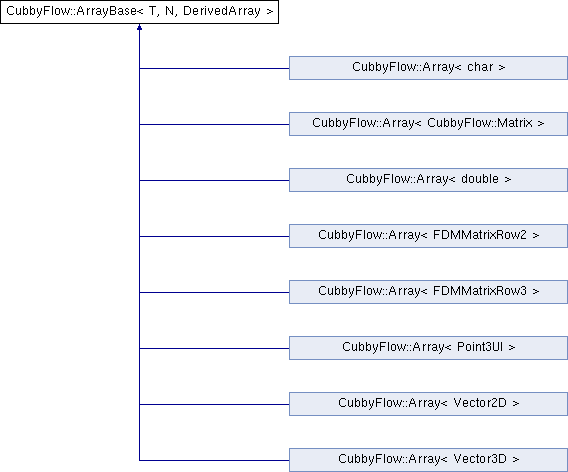 CubbyFlow::ArrayBase< T, N, DerivedArray >
CubbyFlow::Array< char >
CubbyFlow::Array< CubbyFlow::Matrix >
CubbyFlow::Array< double >
CubbyFlow::Array< FDMMatrixRow2 >
CubbyFlow::Array< FDMMatrixRow3 >
CubbyFlow::Array< Point3UI >
CubbyFlow::Array< Vector2D >
CubbyFlow::Array< Vector3D >